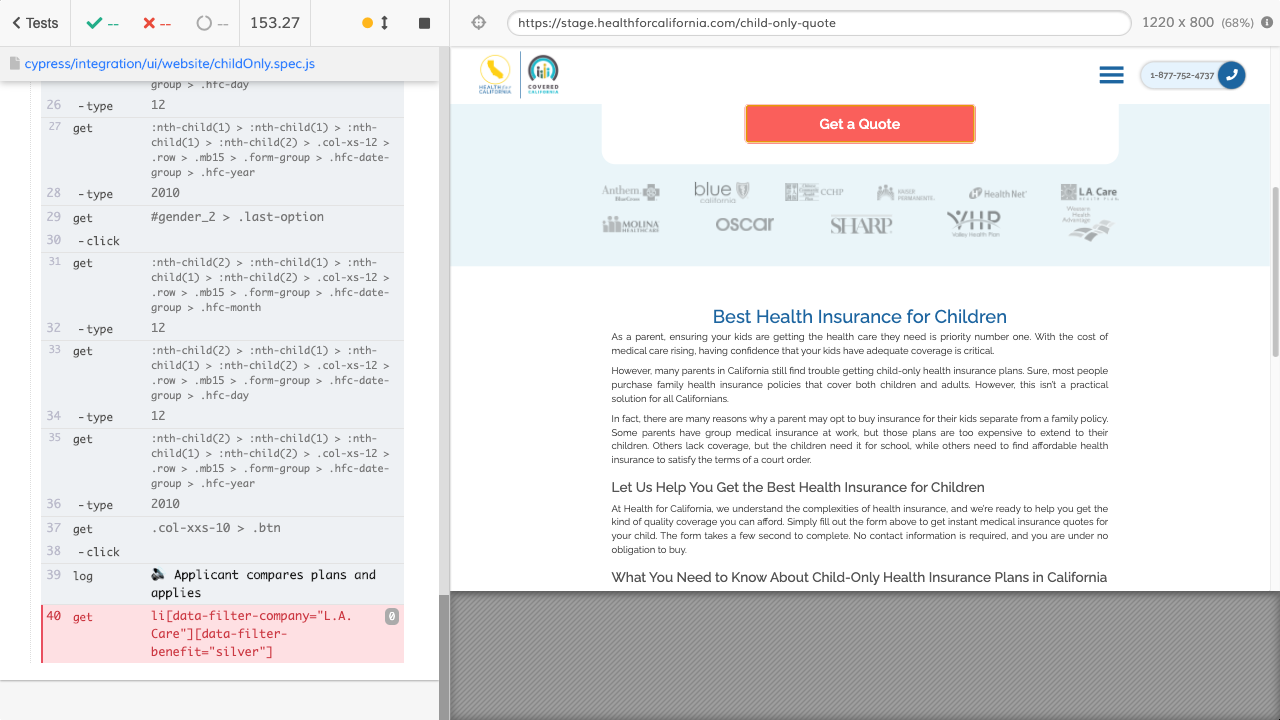 Tests
--
--
--
153.27
https://stage.healthforcalifornia.com/child-only-quote
1220 x 800 (68%)
cypress/integration/ui/website/childOnly.spec.js
group > .hfc-day
26 -type 12
27 get :nth-child(1) > :nth-child(1) > :nth-
child(1) > :nth-child(2) > .col-xs-12 >
.row > .mb15 > .form-group > .hfc-date-
group > .hfc-year
28 -type 2010
29 get #gender_2 > .last-option
30 -click
31 get :nth-child(2) > :nth-child(1) > :nth-
child(1) > :nth-child(2) > .col-xs-12 >
.row > .mb15 > .form-group > .hfc-date-
group > .hfc-month
32 -type 12
33 get :nth-child(2) > :nth-child(1) > :nth-
child(1) > :nth-child(2) > .col-xs-12 >
.row > .mb15 > .form-group > .hfc-date-
group > .hfc-day
34 -type 12
35 get :nth-child(2) > :nth-child(1) > :nth-
child(1) > :nth-child(2) > .col-xs-12 >
.row > .mb15 > .form-group > .hfc-date-
group > .hfc-year
36 -type 2010
37 get .col-xxs-10 > .btn
38 -click
39 log Applicant compares plans and
applies
40 get li[data-filter-company="L.A.
Care"][data-filter-
benefit="silver"]
0
HEALTH for
CALIFORNIA
COVERED
CALIFORNIA
1-877-752-4737
Get a Quote
Anthem
BlueCross
blue
california
CCHP
KAISER
PERMANENTE.
Health Net
L.A. Care
HEALTH PLAN
MOLINA
HEALTHCARE
OSCAR
SHARP
VHP
Valley Health Plan
Western
Health
Advantage
Best Health Insurance for Children
As a parent, ensuring your kids are getting the health care they need is priority number one. With the cost of
medical care rising, having confidence that your kids have adequate coverage is critical.
However, many parents in California still find trouble getting child-only health insurance plans. Sure, most people
purchase family health insurance policies that cover both children and adults. However, this isn't a practical
solution for all Californians.
In fact, there are many reasons why a parent may opt to buy insurance for their kids separate from a family policy.
Some parents have group medical insurance at work, but those plans are too expensive to extend to their
children. Others lack coverage, but the children need it for school, while others need to find affordable health
insurance to satisfy the terms of a court order.
Let Us Help You Get the Best Health Insurance for Children
At Health for California, we understand the complexities of health insurance, and we're ready to help you get the
kind of quality coverage you can afford. Simply fill out the form above to get instant medical insurance quotes for
your child. The form takes a few second to complete. No contact information is required, and you are under no
obligation to buy.
What You Need to Know About Child-Only Health Insurance Plans in California